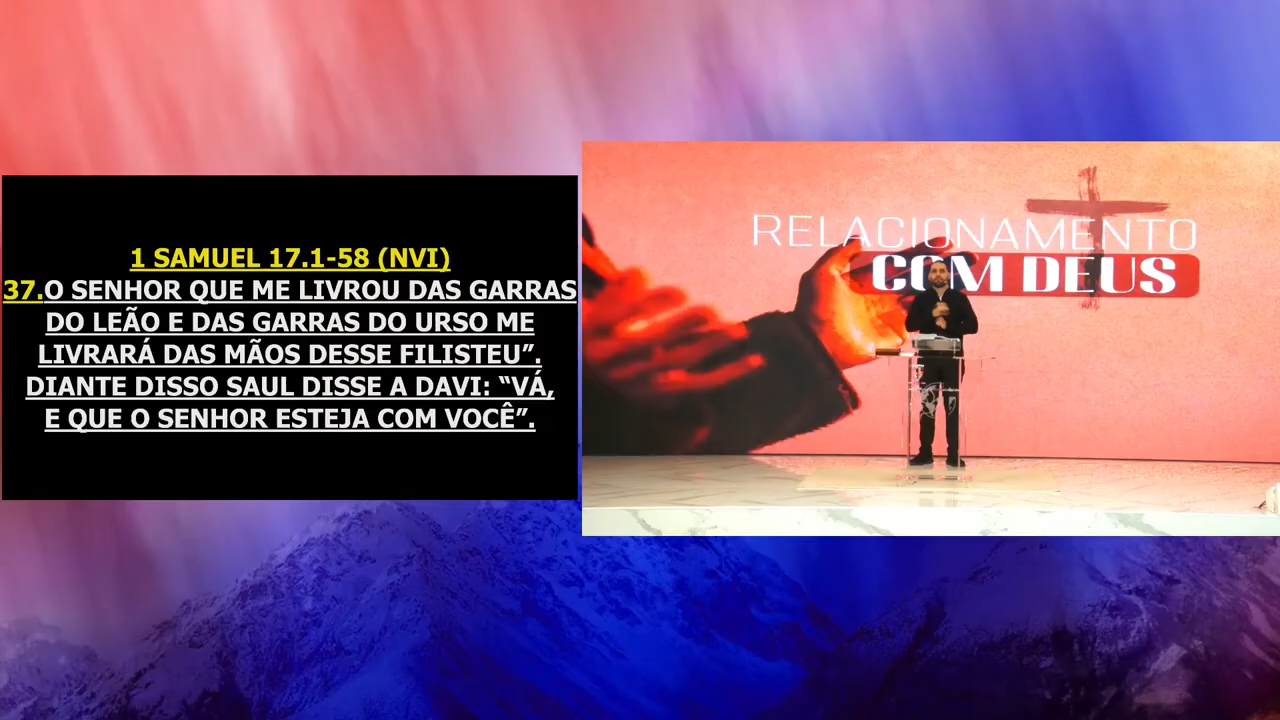 1 SAMUEL 17.1-58 (NVI)
37.O SENHOR QUE ME LIVROU DAS GARRAS
DO LEÃO E DAS GARRAS DO URSO ME
LIVRARÁ DAS MÃOS DESSE FILISTEU”.
DIANTE DISSO SAUL DISSE A DAVI: “VÁ,
E QUE O SENHOR ESTEJA COM VOCÊ”.
RELACIONAMENTO
COM DEUS